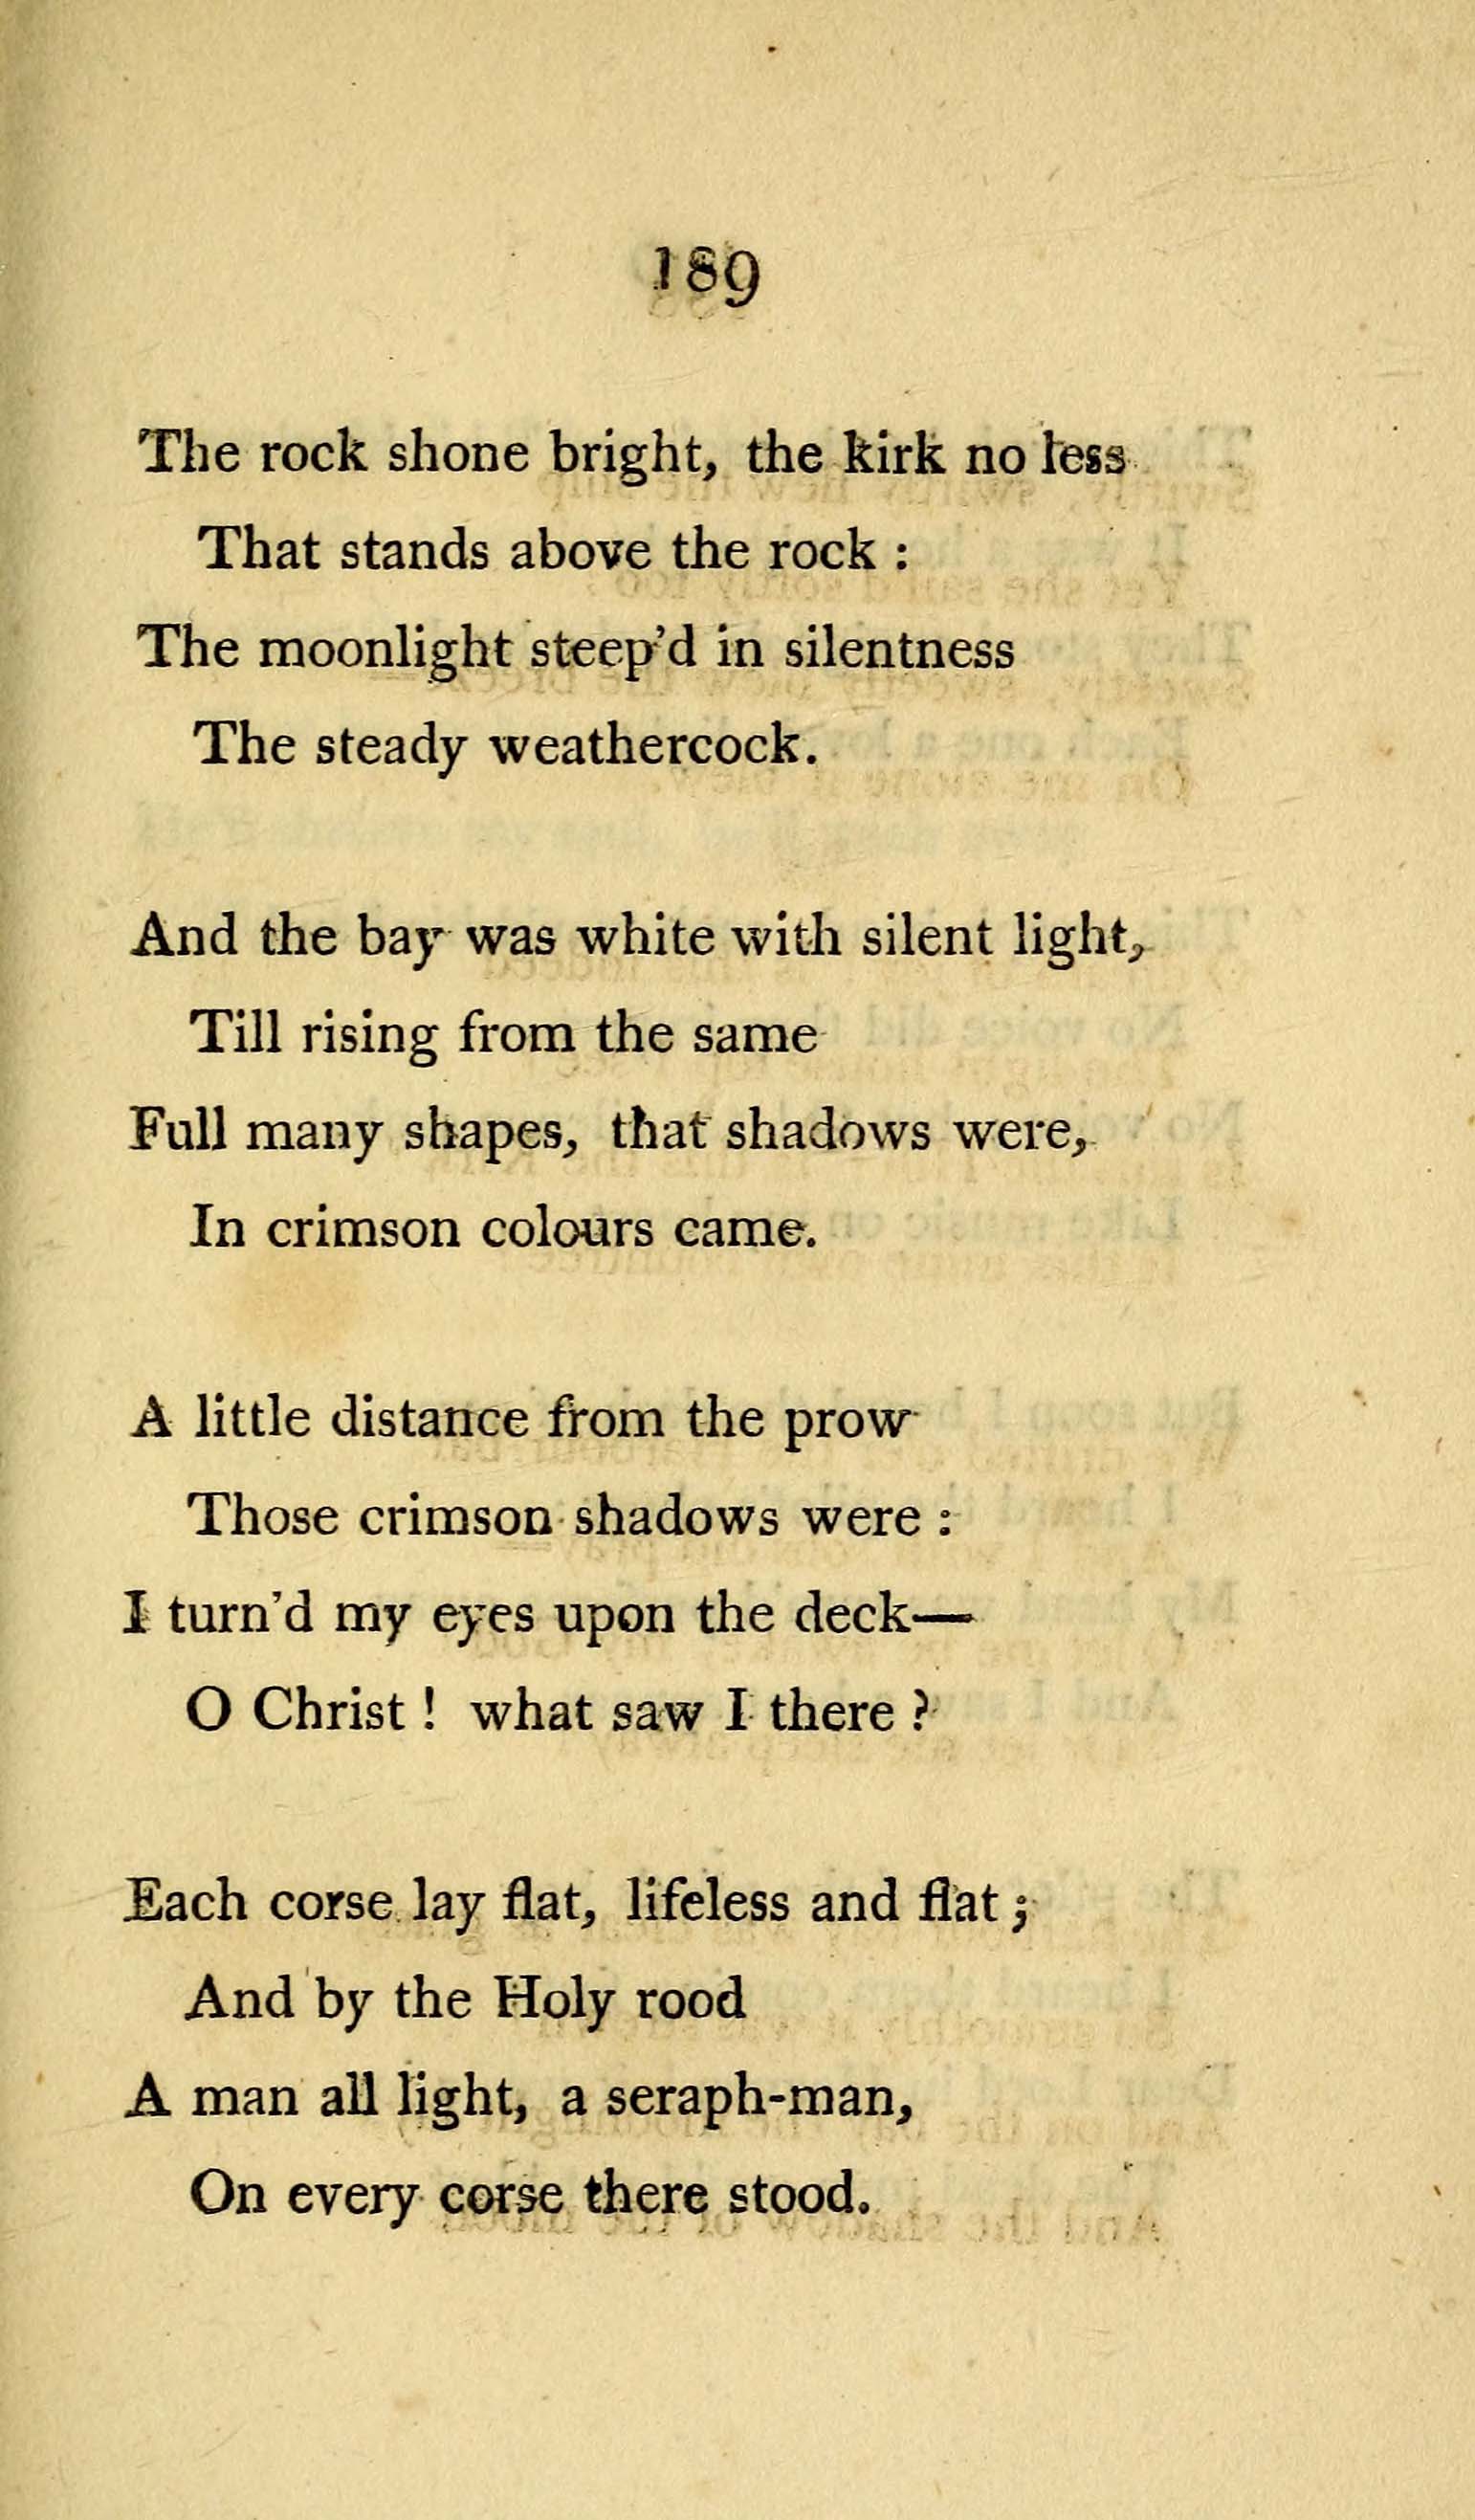 189
The rock shone bright, the kirk no less
That stands above the rock :
The moonlight steep'd in silentness
The steady weathercock.
And the bay was white with silent light,
Till rising from the same
Full many shapes, that shadows were,
In crimson colours came.
A little distance from the prow
Those crimson shadows were :
I turn'd my eyes upon the deck—
O Christ ! what saw I there ?
Each corse lay flat, lifeless and flat ;
And by the Holy rood
A man all light, a seraph-man,
On every corse there stood.